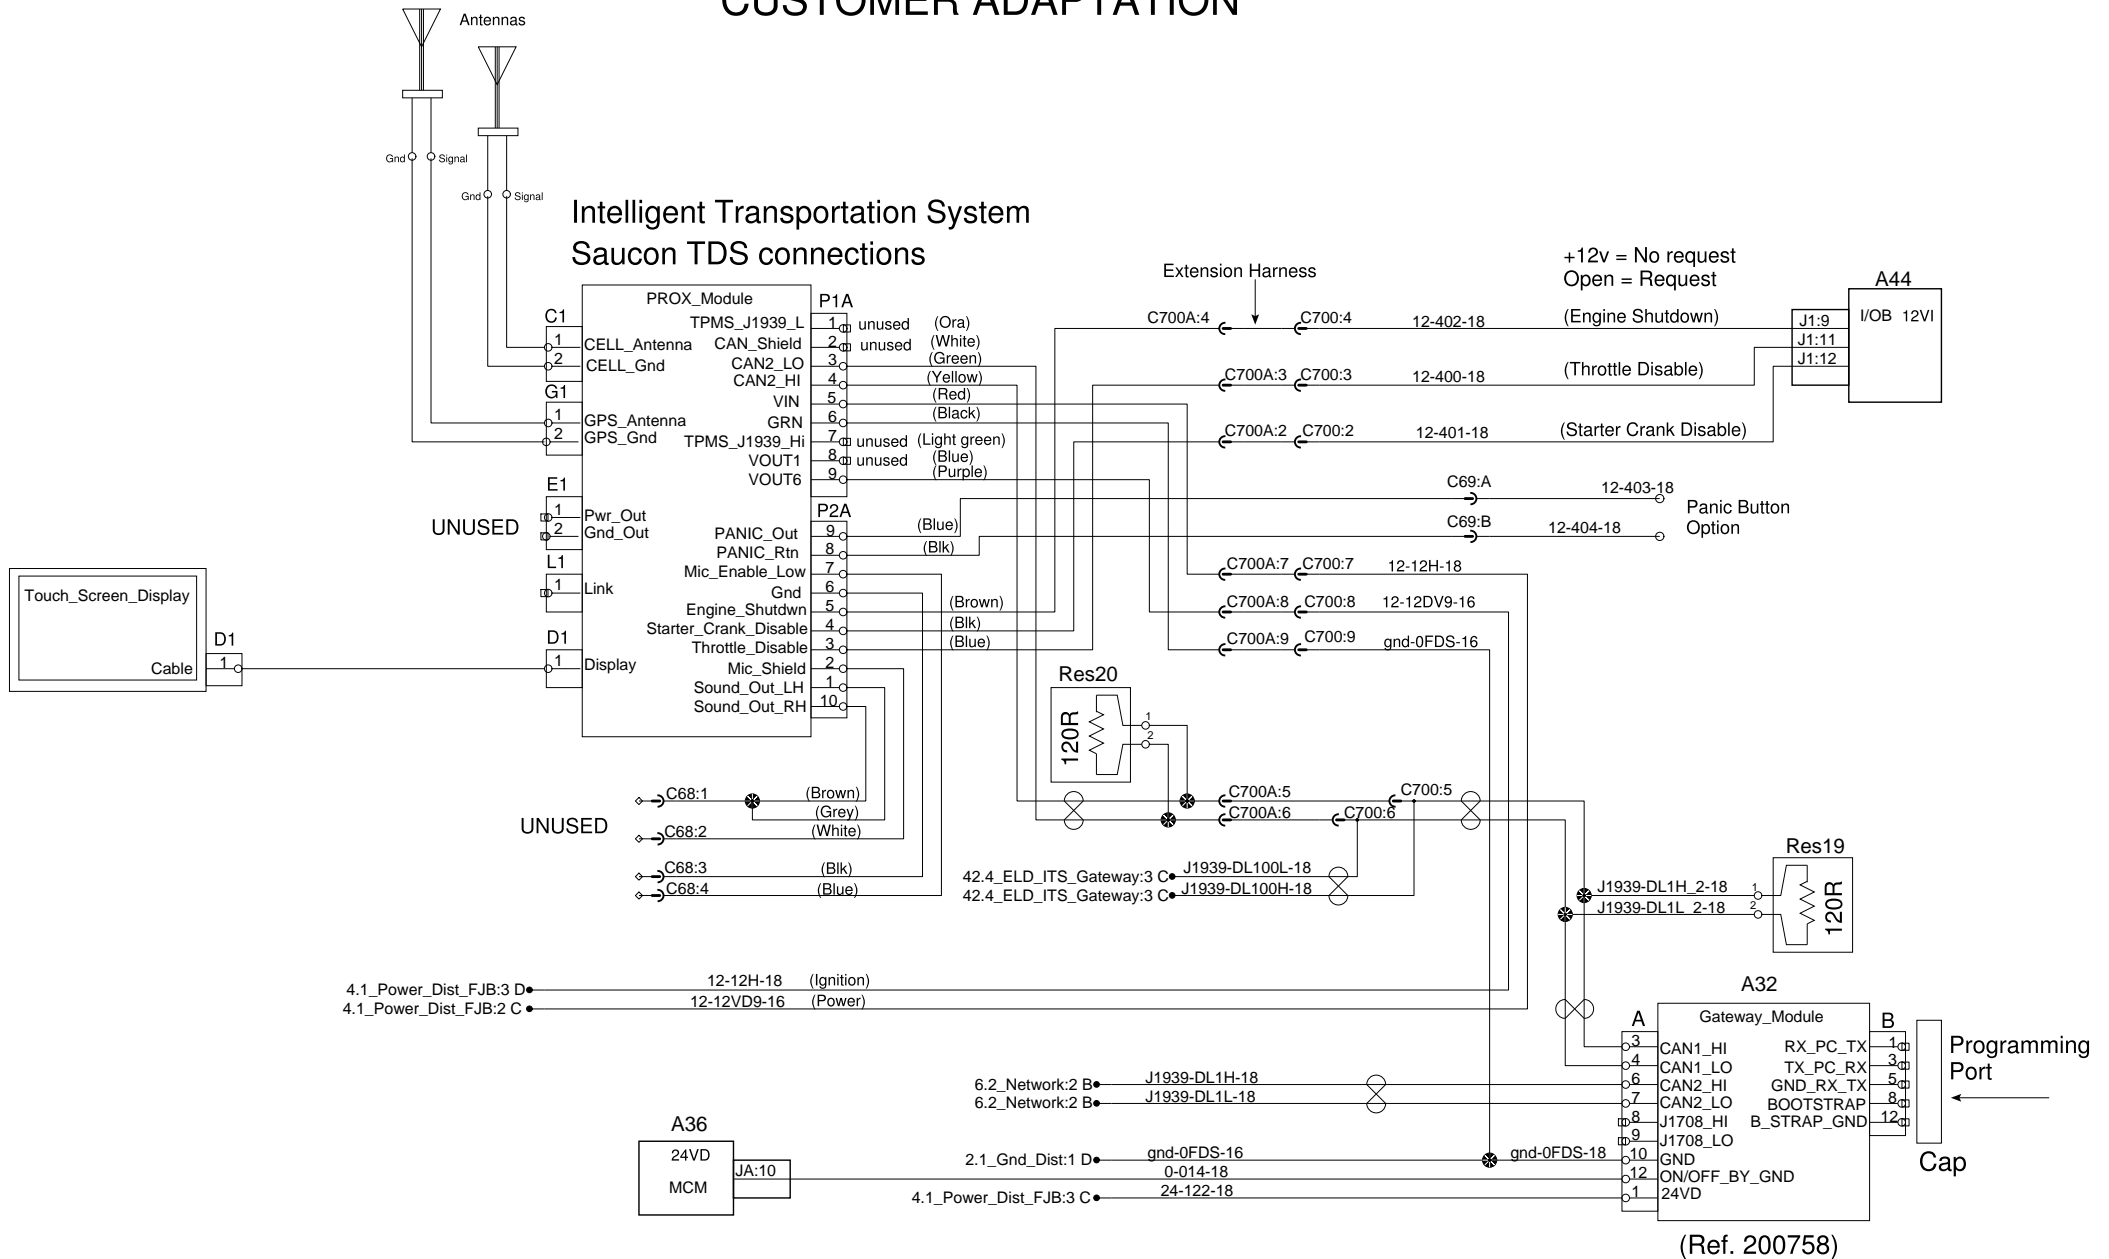 CUSTOMER ADAPTATION
Antennas
Gnd
Signal
Gnd
Signal
Intelligent Transportation System
Saucon TDS connections
PROX_Module
C1
1
CELL_Antenna
2
CELL_Gnd
G1
1
GPS_Antenna
2
GPS_Gnd
E1
UNUSED
1
Pwr_Out
2
Gnd_Out
L1
1
Link
D1
1
Display
Touch_Screen_Display
Cable
D1
1
P1A
TPMS_J1939_L 1 unused (Ora)
CAN_Shield 2 unused (White)
CAN2_LO 3 (Green)
CAN2_HI 4 (Yellow)
VIN 5 (Red)
GRN 6 (Black)
TPMS_J1939_Hi 7 unused (Light green)
VOUT1 8 unused (Blue)
VOUT6 9 (Purple)
P2A
PANIC_Out 9 (Blue)
PANIC_Rtn 8 (Blk)
Mic_Enable_Low 7
Gnd 6
Engine_Shutdwn 5 (Brown)
Starter_Crank_Disable 4 (Blk)
Throttle_Disable 3 (Blue)
Mic_Shield 2
Sound_Out_LH 1
Sound_Out_RH 10
Extension Harness
+12v = No request
Open = Request
A44
I/OB 12VI
C700A:4 C700:4 12-402-18 (Engine Shutdown) J1:9
J1:11
J1:12
C700A:3 C700:3 12-400-18 (Throttle Disable)
C700A:2 C700:2 12-401-18 (Starter Crank Disable)
C69:A 12-403-18
C69:B 12-404-18
Panic Button
Option
C700A:7 C700:7 12-12H-18
C700A:8 C700:8 12-12DV9-16
C700A:9 C700:9 gnd-0FDS-16
Res20
120R
1
2
C700A:5 C700:5
C700A:6 C700:6
UNUSED
C68:1 (Brown)
(Grey)
C68:2 (White)
C68:3 (Blk)
C68:4 (Blue)
42.4_ELD_ITS_Gateway:3 C J1939-DL100L-18
42.4_ELD_ITS_Gateway:3 C J1939-DL100H-18
Res19
J1939-DL1H_2-18 1
J1939-DL1L_2-18 2
120R
4.1_Power_Dist_FJB:3 D 12-12H-18 (Ignition)
4.1_Power_Dist_FJB:2 C 12-12VD9-16 (Power)
A32
Gateway_Module
A
B
3 CAN1_HI RX_PC_TX 1
4 CAN1_LO TX_PC_RX 3
6 CAN2_HI GND_RX_TX 5
7 CAN2_LO BOOTSTRAP 8
8 J1708_HI B_STRAP_GND 12
9 J1708_LO
10 GND
12 ON/OFF_BY_GND
1 24VD
Programming
Port
Cap
6.2_Network:2 B J1939-DL1H-18
6.2_Network:2 B J1939-DL1L-18
2.1_Gnd_Dist:1 D gnd-0FDS-16 gnd-0FDS-18
0-014-18
4.1_Power_Dist_FJB:3 C 24-122-18
A36
24VD
MCM
JA:10
(Ref. 200758)